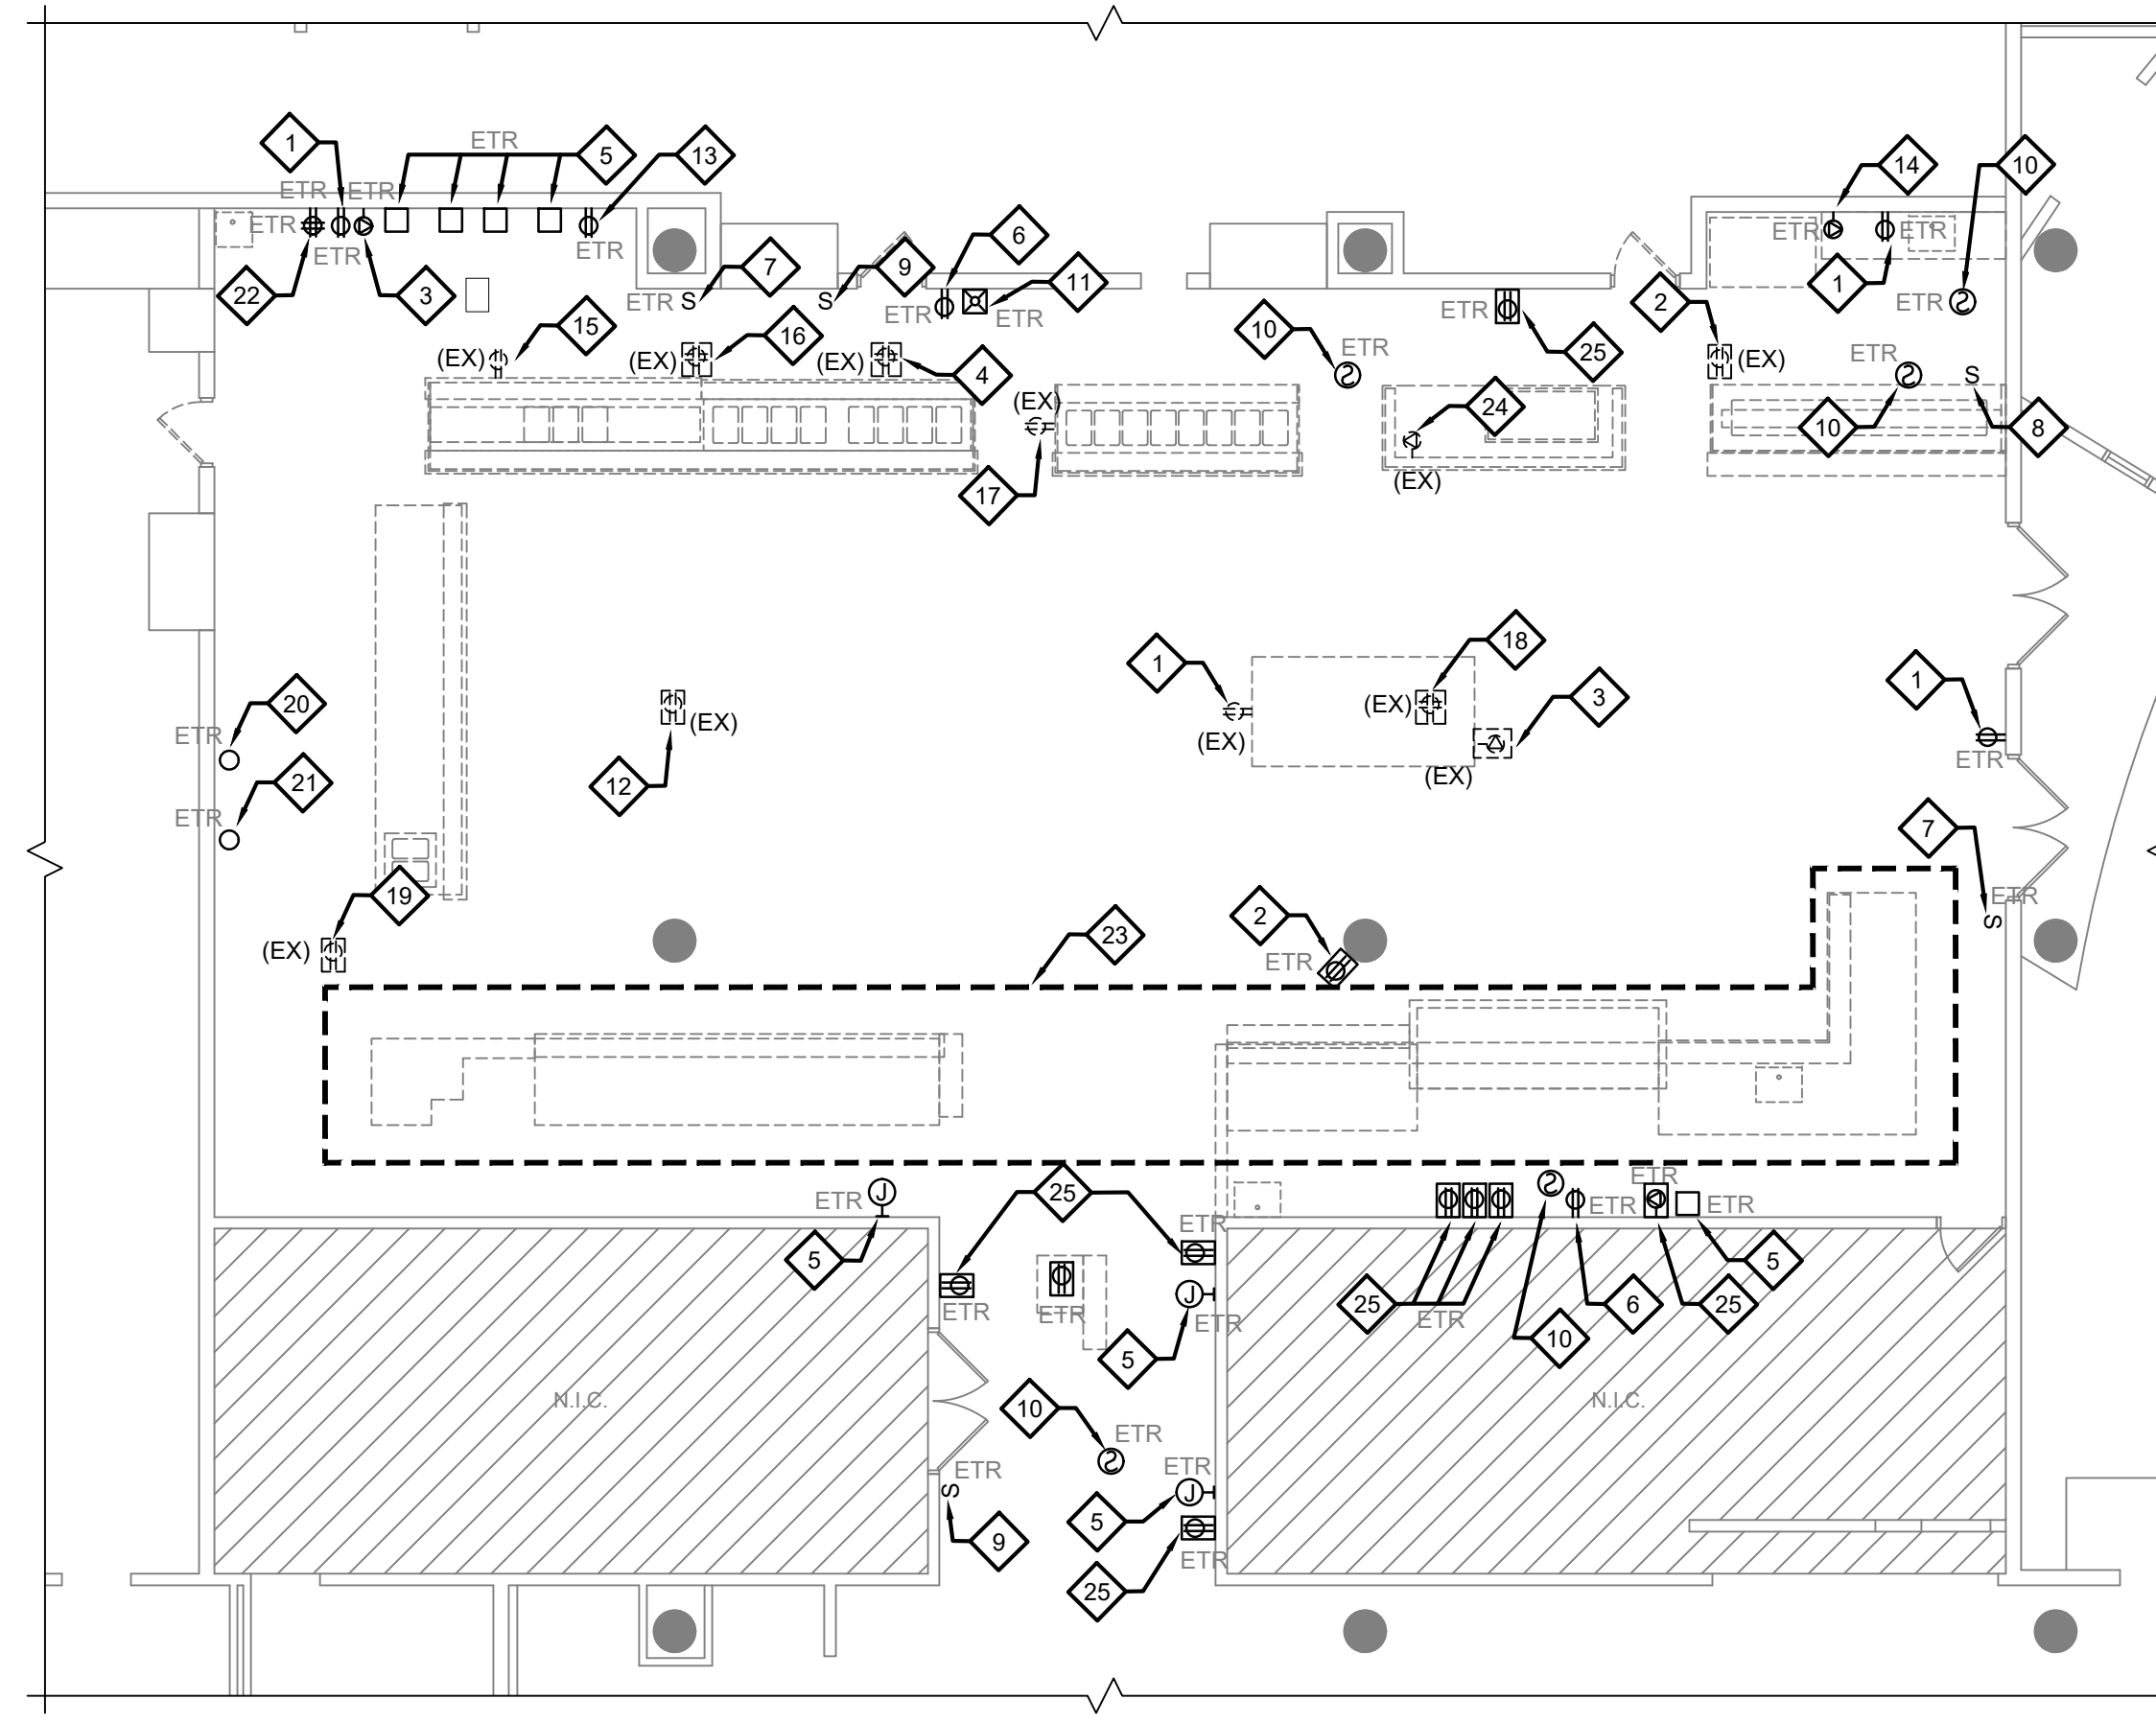 ETR
1
5
13
14
10
ETR ETR
ETR
ETR
ETR
ETR
6
7
9
11
22
3
ETR
ETR
1
2
ETR S
S
ETR
ETR
ETR
ETR
10
15
16
ETR
25
(EX)
(EX)
(EX)
4
(EX)
ETR
S
(EX)
24
10
8
17
(EX)
18
1
3
1
20
ETR
(EX)
(EX)
(EX)
ETR
21
ETR
12
(EX)
7
19
ETR
S
2
23
(EX)
ETR
ETR
25
ETR
J
ETR
ETR
ETR
5
5
J
25
6
25
ETR
ETR
ETR
ETR
10
5
N.I.C.
N.I.C.
10
ETR
ETR
ETR
S
J
5
9
ETR
25